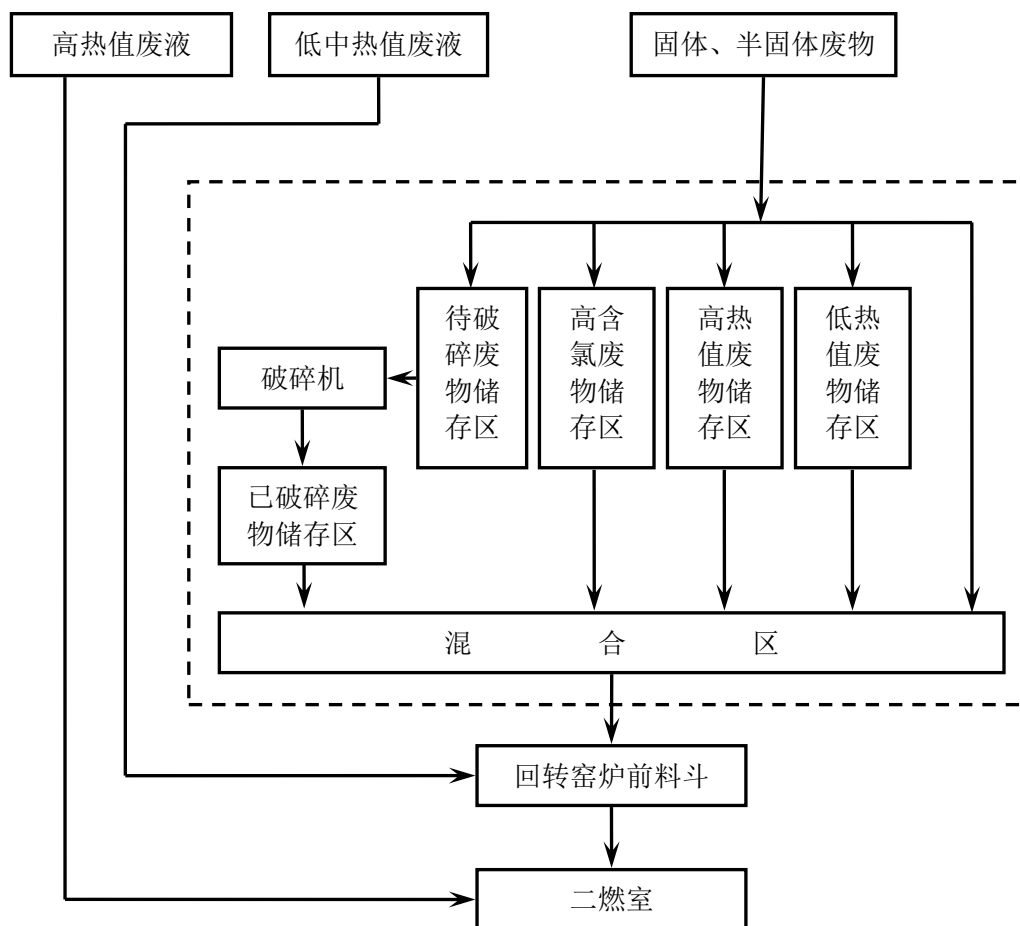 高热值废液
低中热值废液
固体、半固体废物
待破
碎废
物储
存区
高含
氯废
物储
存区
高热
值废
物储
存区
低热
值废
物储
存区
破碎机
已破碎废
物储存区
混 合 区
回转窑炉前料斗
二燃室